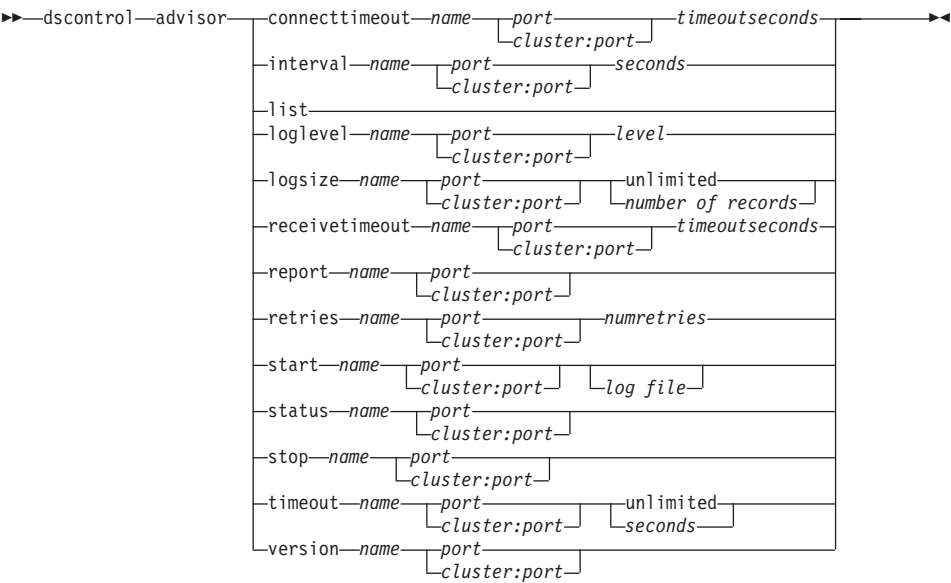 dscontrol advisor connecttimeout name port timeoutseconds
cluster:port
interval name port seconds
cluster:port
list
loglevel name port level
cluster:port
logsize name port unlimited
cluster:port number of records
receivetimeout name port timeoutseconds
cluster:port
report name port
cluster:port
retries name port numretries
cluster:port
start name port
cluster:port log file
status name port
cluster:port
stop name port
cluster:port
timeout name port unlimited
cluster:port seconds
version name port
cluster:port